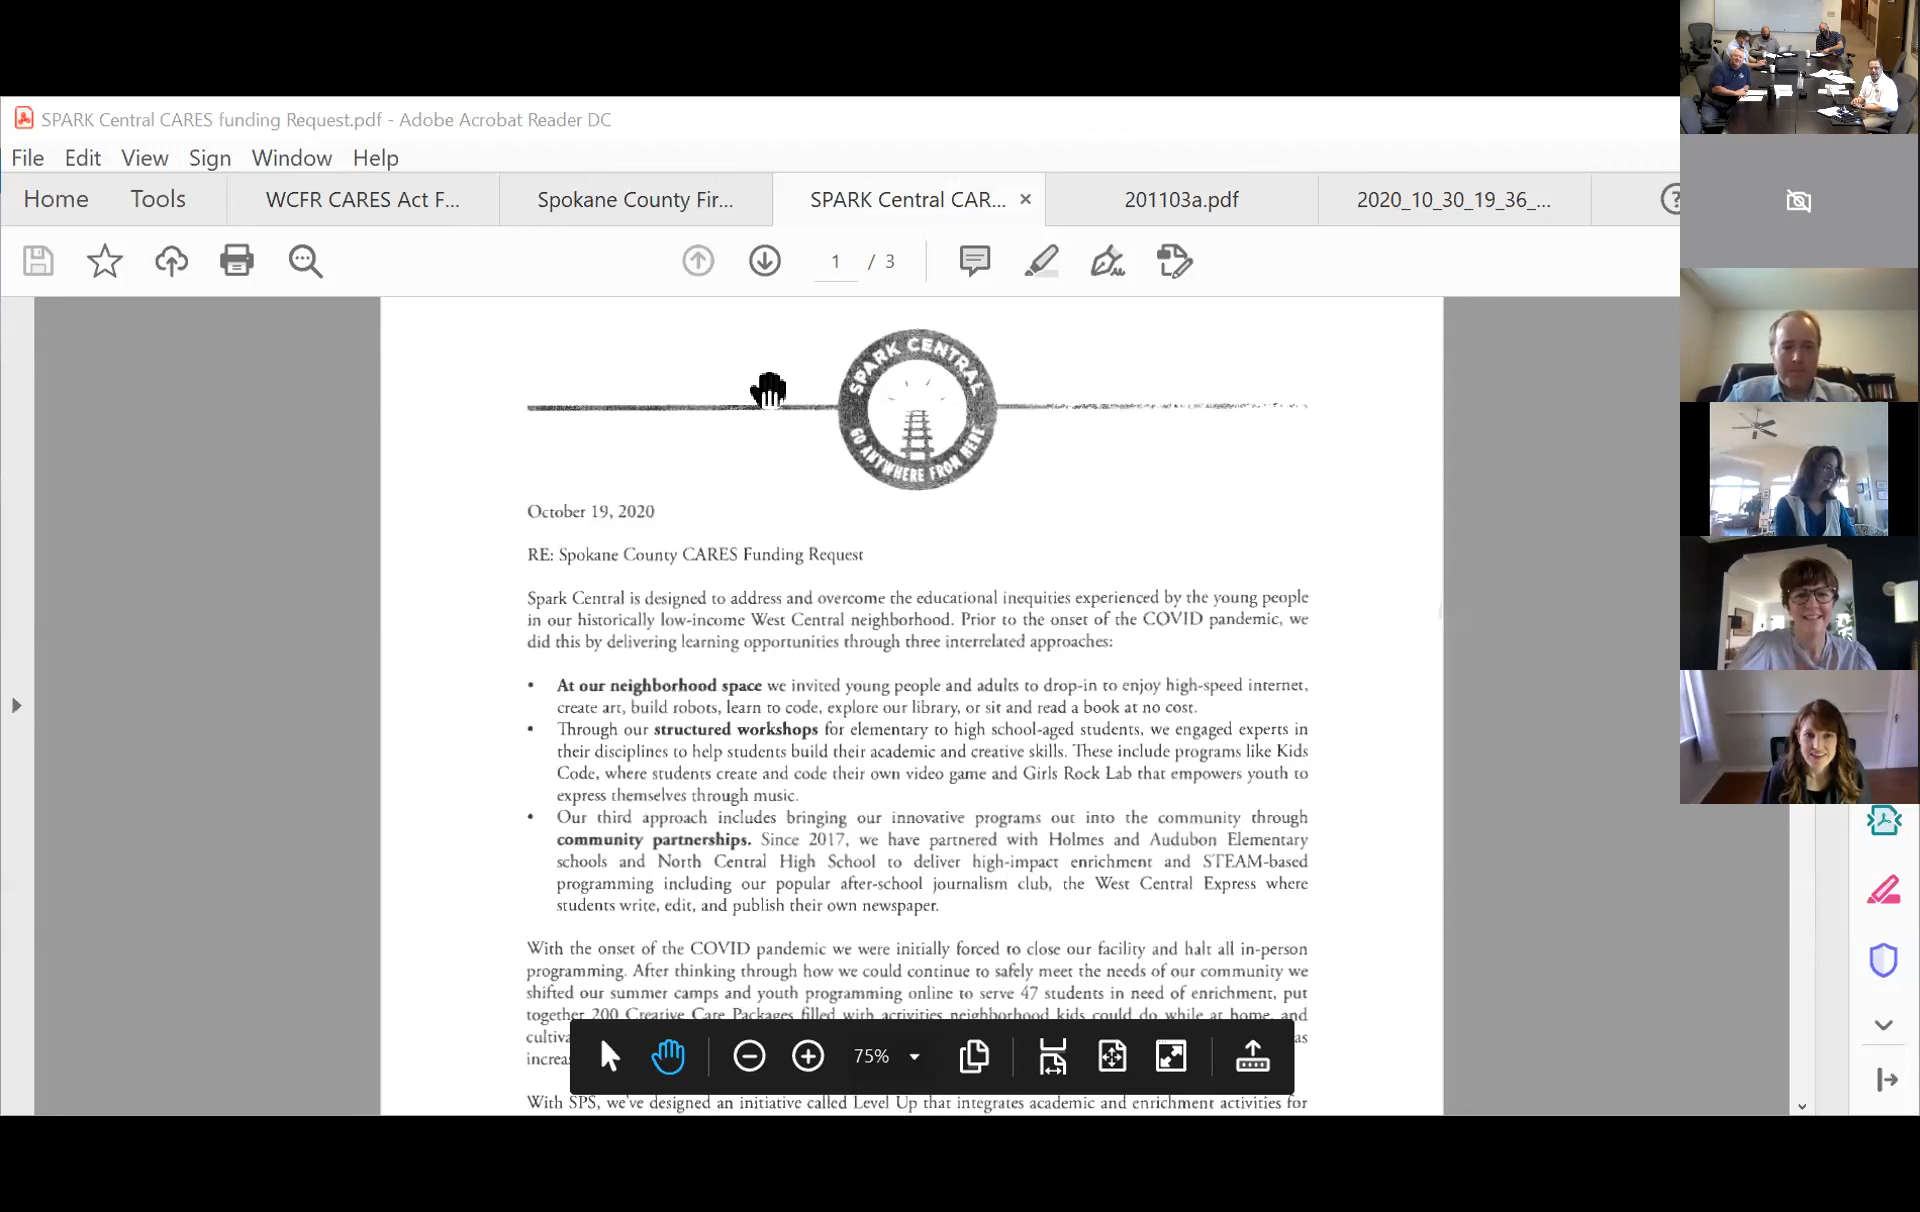 SPARK Central CARES funding Request.pdf - Adobe Acrobat Reader DC
File Edit View Sign Window Help
Home Tools WCFR CARES Act F... Spokane County Fir... SPARK Central CAR... × 201103a.pdf 2020_10_30_19_36_...
1 / 3
SPARK CENTRAL
GO ANYWHERE FROM HERE
October 19, 2020
RE: Spokane County CARES Funding Request
Spark Central is designed to address and overcome the educational inequities experienced by the young people
in our historically low-income West Central neighborhood. Prior to the onset of the COVID pandemic, we
did this by delivering learning opportunities through three interrelated approaches:
• At our neighborhood space we invited young people and adults to drop-in to enjoy high-speed internet,
create art, build robots, learn to code, explore our library, or sit and read a book at no cost.
• Through our structured workshops for elementary to high school-aged students, we engaged experts in
their disciplines to help students build their academic and creative skills. These include programs like Kids
Code, where students create and code their own video game and Girls Rock Lab that empowers youth to
express themselves through music.
• Our third approach includes bringing our innovative programs out into the community through
community partnerships. Since 2017, we have partnered with Holmes and Audubon Elementary
schools and North Central High School to deliver high-impact enrichment and STEAM-based
programming including our popular after-school journalism club, the West Central Express where
students write, edit, and publish their own newspaper.
With the onset of the COVID pandemic we were initially forced to close our facility and halt all in-person
programming. After thinking through how we could continue to safely meet the needs of our community we
shifted our summer camps and youth programming online to serve 47 students in need of enrichment, put
together 200 Creative Care Packages filled with activities neighborhood kids could do while at home, and
75%
With SPS, we've designed an initiative called Level Up that integrates academic and enrichment activities for